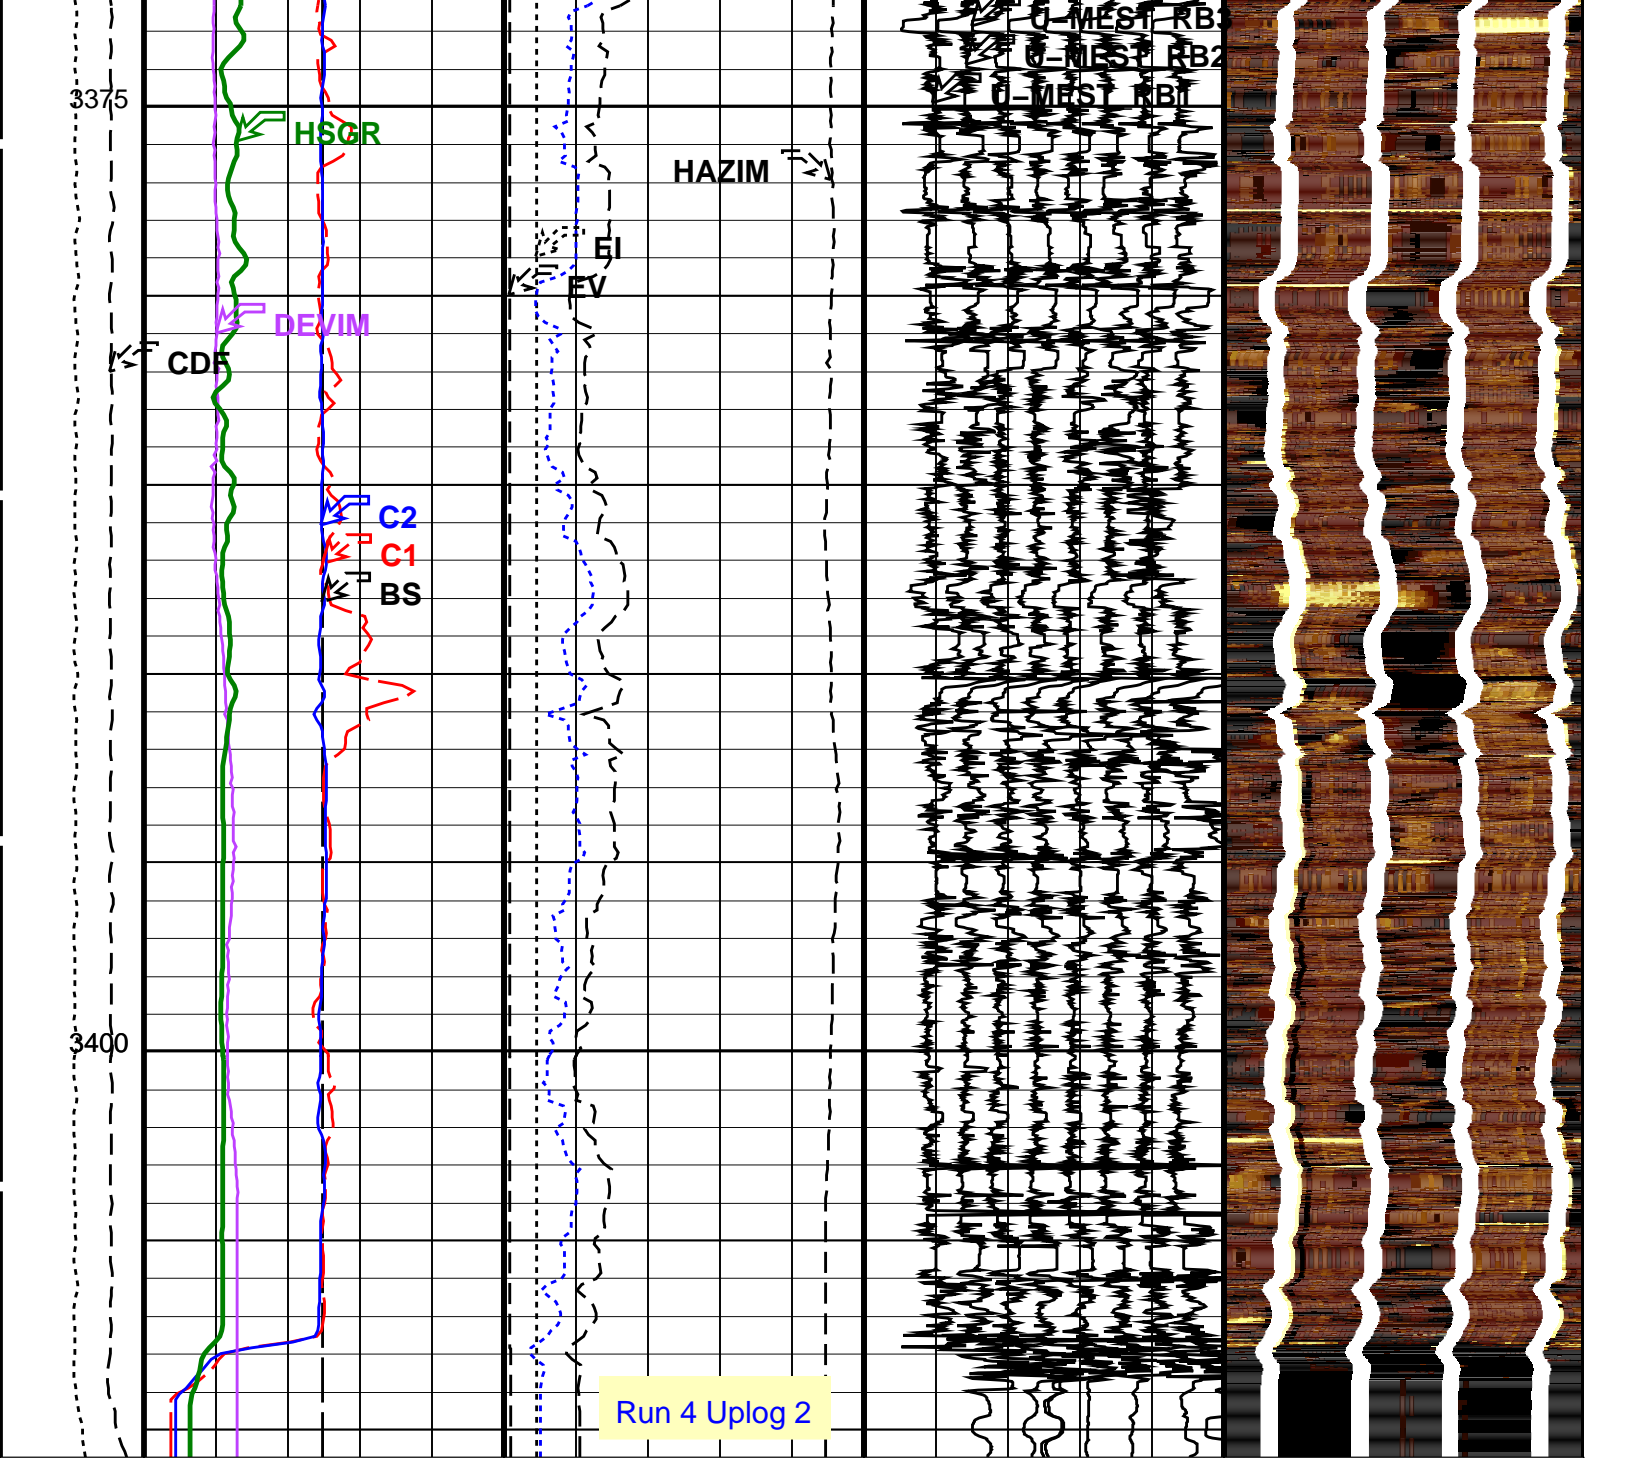 U-MEST RB3
U-MEST RB2
U-MEST RB1
3375
HSGR
HAZIM
EI
EV
DEVIM
CDF
C2
C1
BS
3400
Run 4 Uplog 2